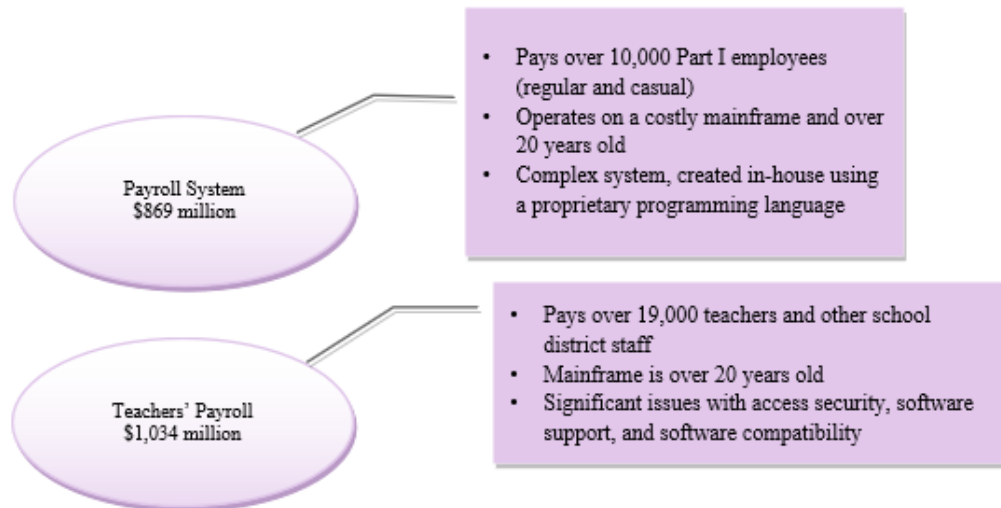 Payroll System
$869 million
• Pays over 10,000 Part I employees
(regular and casual)
• Operates on a costly mainframe and over
20 years old
• Complex system, created in-house using
a proprietary programming language
Teachers’ Payroll
$1,034 million
• Pays over 19,000 teachers and other school
district staff
• Mainframe is over 20 years old
• Significant issues with access security, software
support, and software compatibility